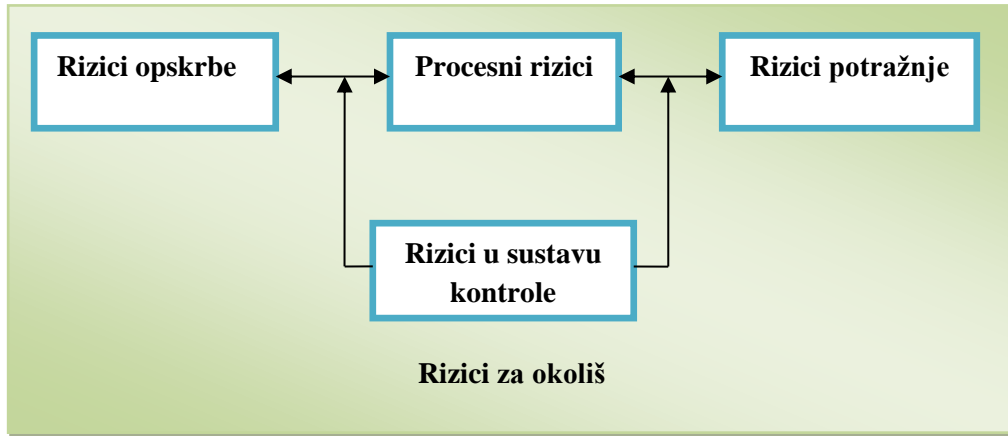 Rizici opskrbe
Procesni rizici
Rizici potražnje
Rizici u sustavu
kontrole
Rizici za okoliš